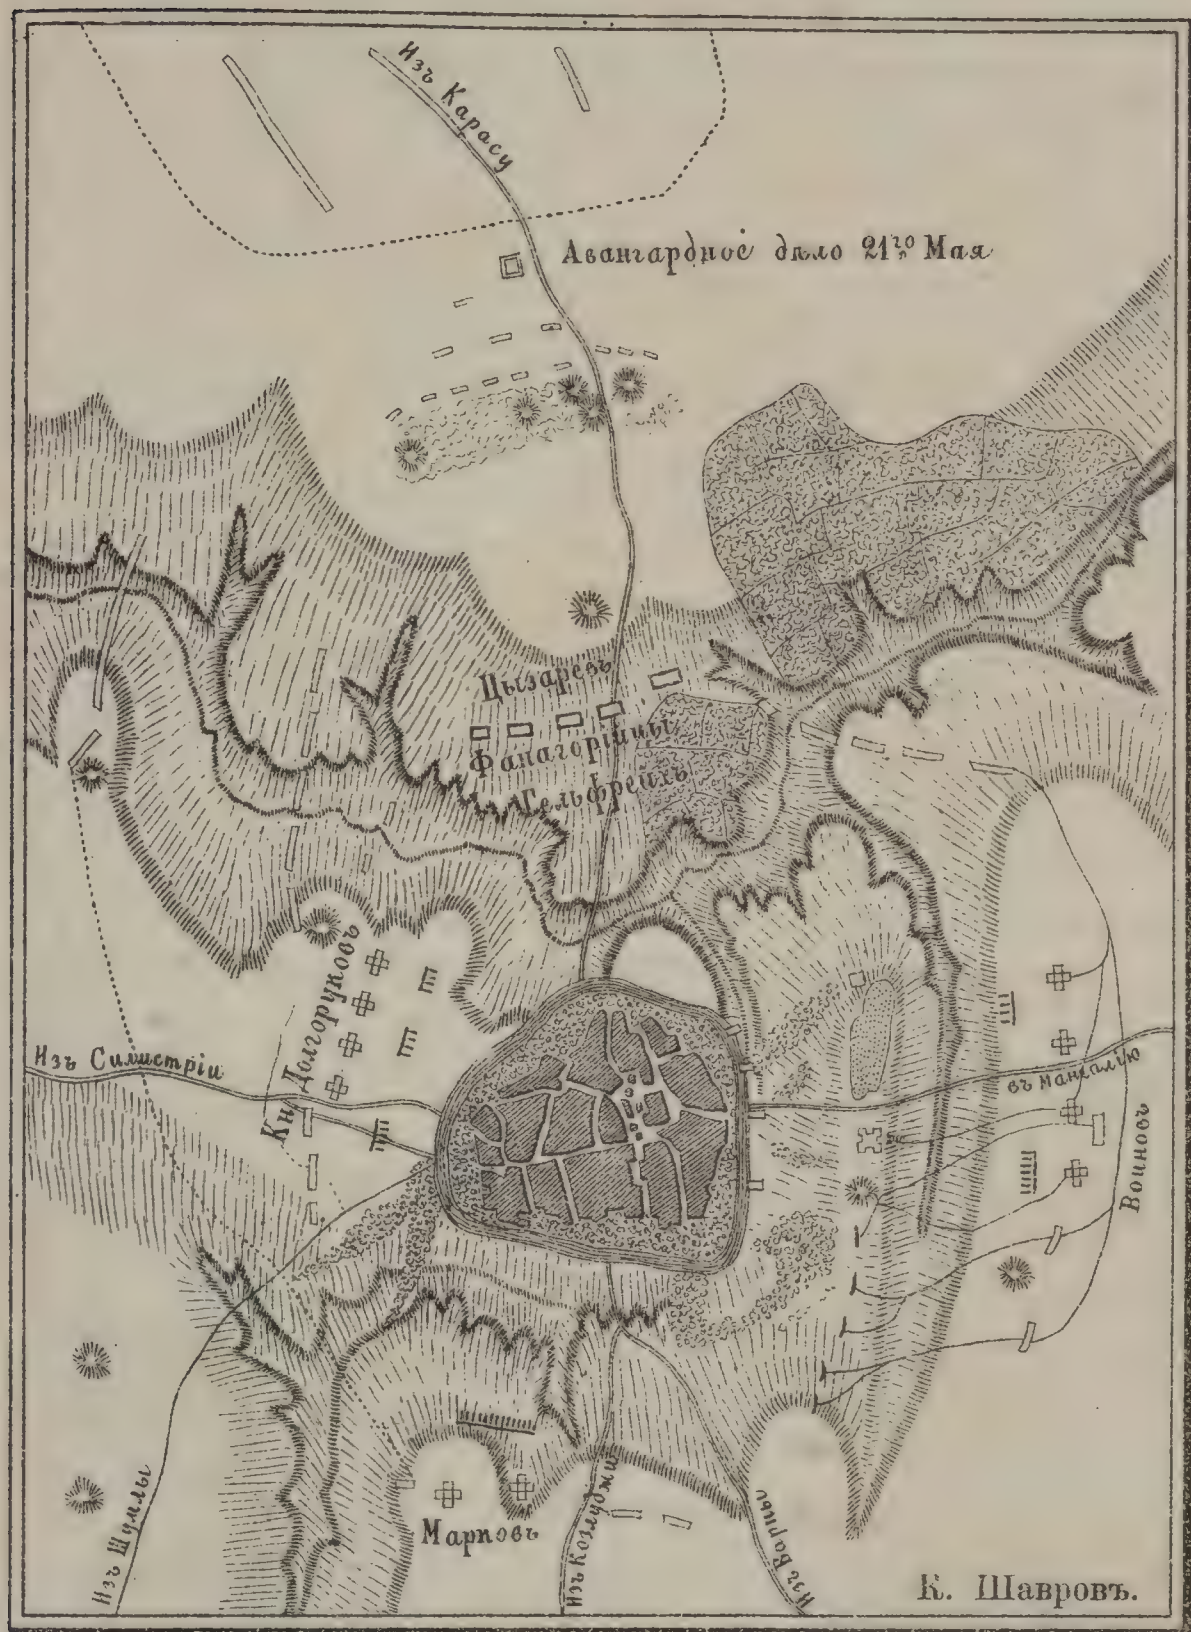 Изъ Карасу
Авангардное дѣло 21го Мая
Цызаревъ
Фанагорійцы
Гельфрейхъ
Кн. Долгоруковъ
Изъ Силистріи
въ Мангалію
Воиновъ
Марковъ
Изъ Шумлы
Изъ Козлуджи
Изъ Варны
К. Шавровъ.